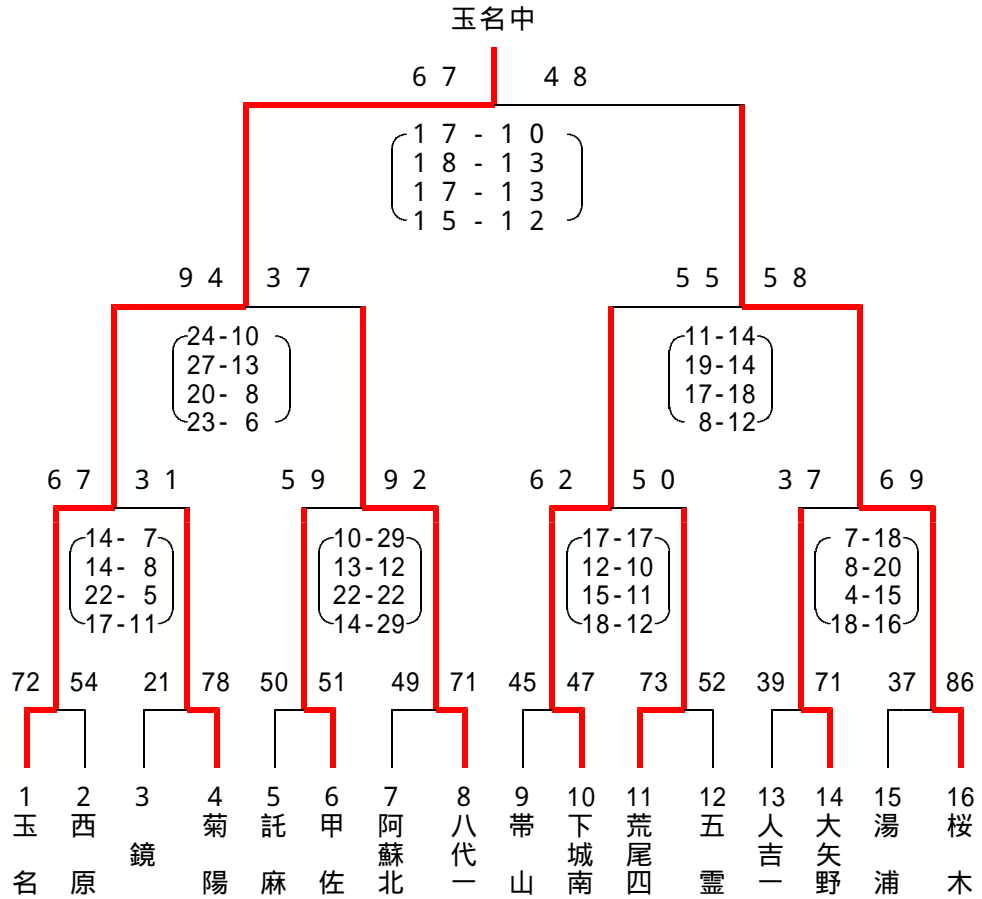 玉名中
67 48
17-10
18-13
17-13
15-12
94 37 55 58
24-10
27-13
20- 8
23- 6
11-14
19-14
17-18
8-12
67 31 59 92 62 50 37 69
14- 7
14- 8
22- 5
17-11
10-29
13-12
22-22
14-29
17-17
12-10
15-11
18-12
7-18
8-20
4-15
18-16
72 54 21 78 50 51 49 71 45 47 73 52 39 71 37 86
1 2 3 4 5 6 7 8 9 10 11 12 13 14 15 16
玉名
西原
鏡
菊陽
託麻
甲佐
阿蘇北
八代一
帯山
下城南
荒尾四
五霊
人吉一
大矢野
湯浦
桜木